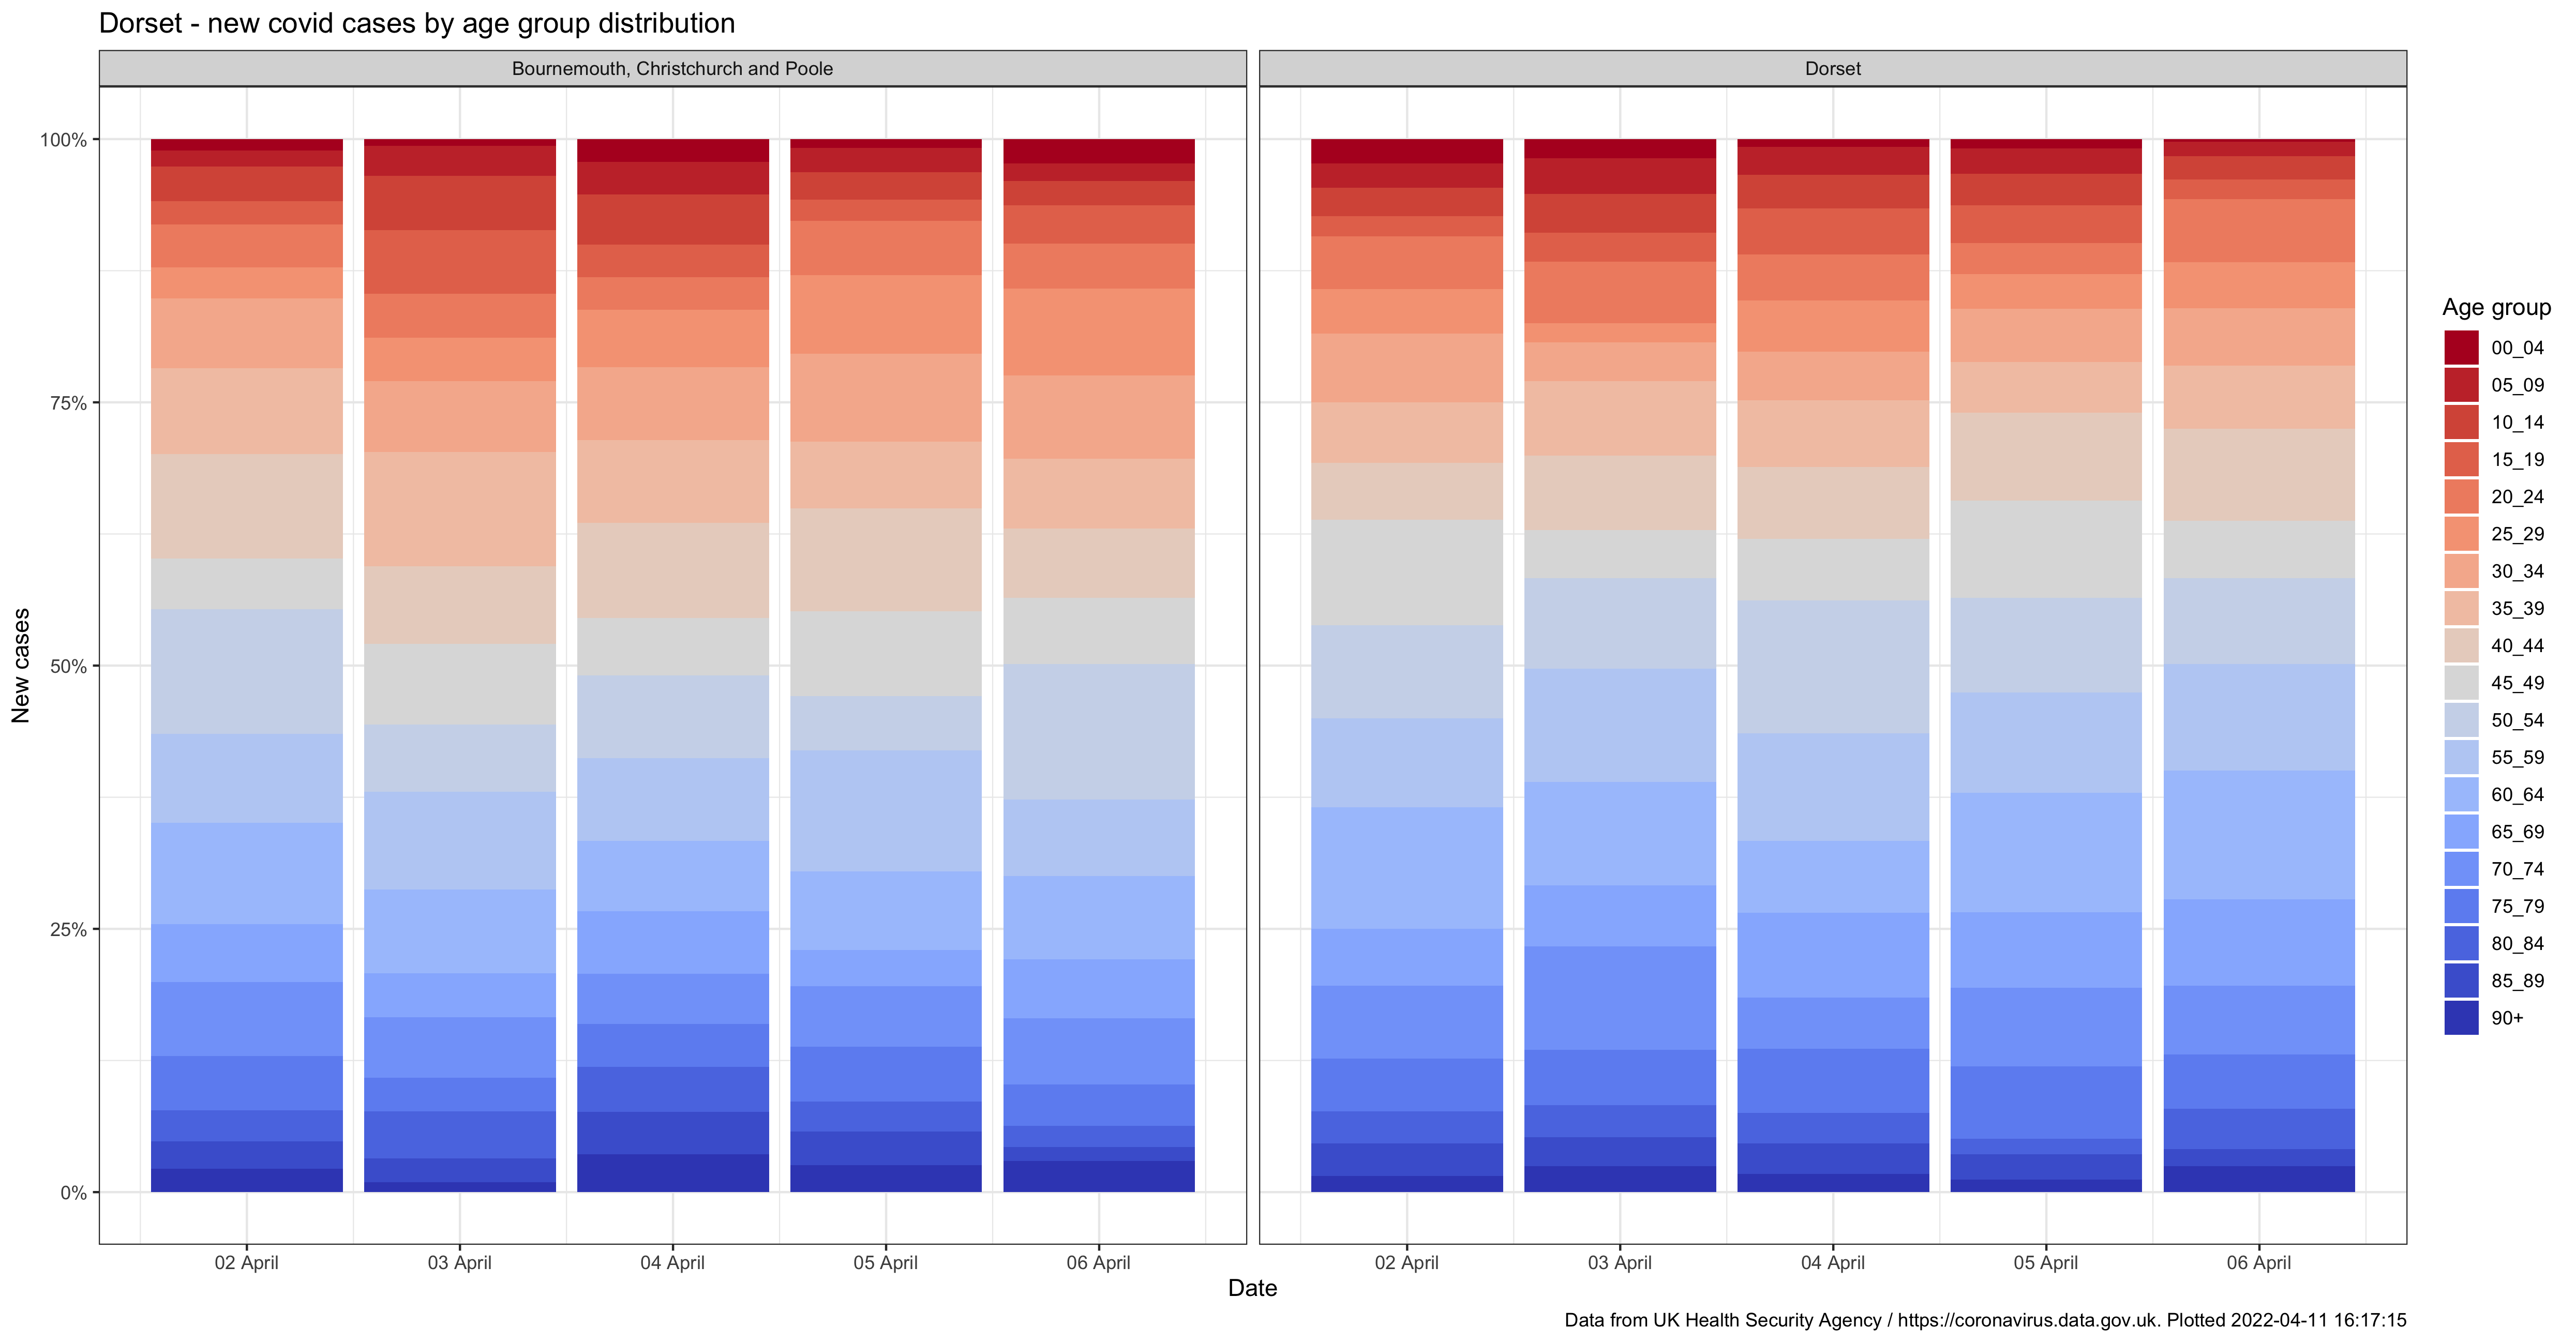 Dorset - new covid cases by age group distribution
Bournemouth, Christchurch and Poole
Dorset
New cases
100%
75%
50%
25%
0%
02 April
03 April
04 April
05 April
06 April
02 April
03 April
04 April
05 April
06 April
Date
Age group
00_04
05_09
10_14
15_19
20_24
25_29
30_34
35_39
40_44
45_49
50_54
55_59
60_64
65_69
70_74
75_79
80_84
85_89
90+
Data from UK Health Security Agency / https://coronavirus.data.gov.uk. Plotted 2022-04-11 16:17:15